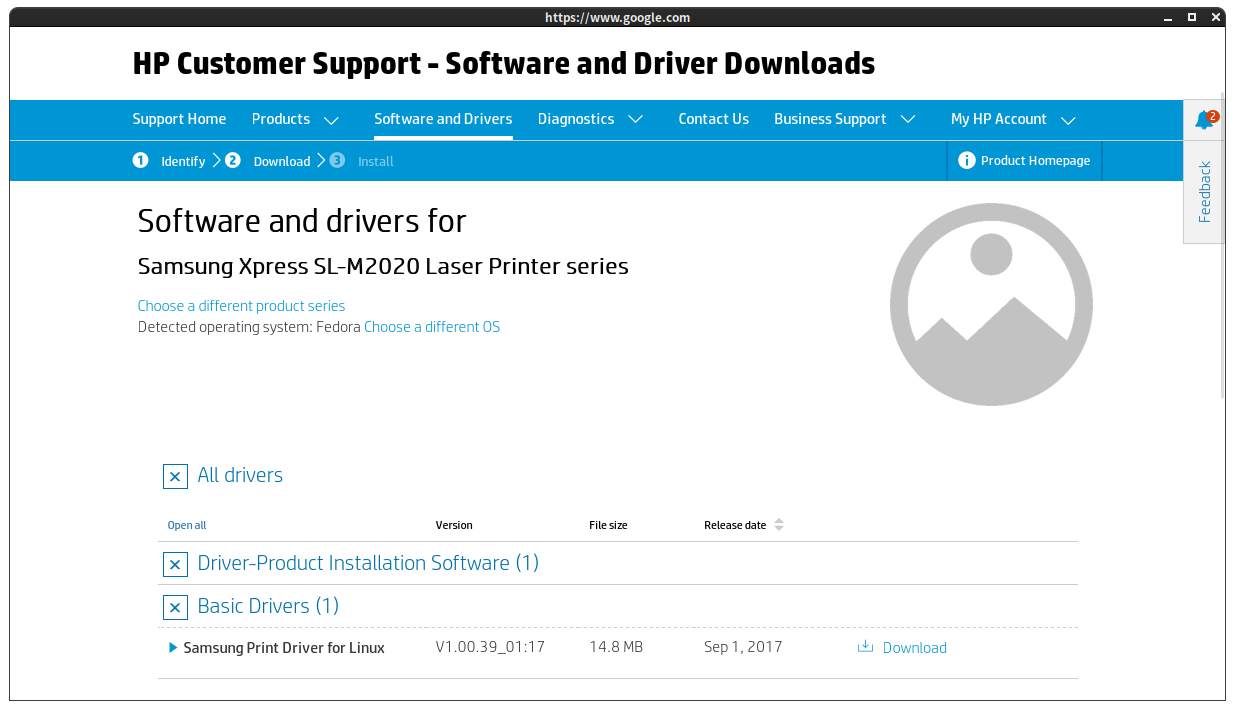 https://www.google.com
HP Customer Support - Software and Driver Downloads
Support Home Products Software and Drivers Diagnostics Contact Us Business Support My HP Account 2
1 Identify 2 Download 3 Install Product Homepage
Feedback
Software and drivers for
Samsung Xpress SL-M2020 Laser Printer series
Choose a different product series
Detected operating system: Fedora Choose a different OS
All drivers
Open all Version File size Release date
Driver-Product Installation Software (1)
Basic Drivers (1)
Samsung Print Driver for Linux V1.00.39_01:17 14.8 MB Sep 1, 2017 Download